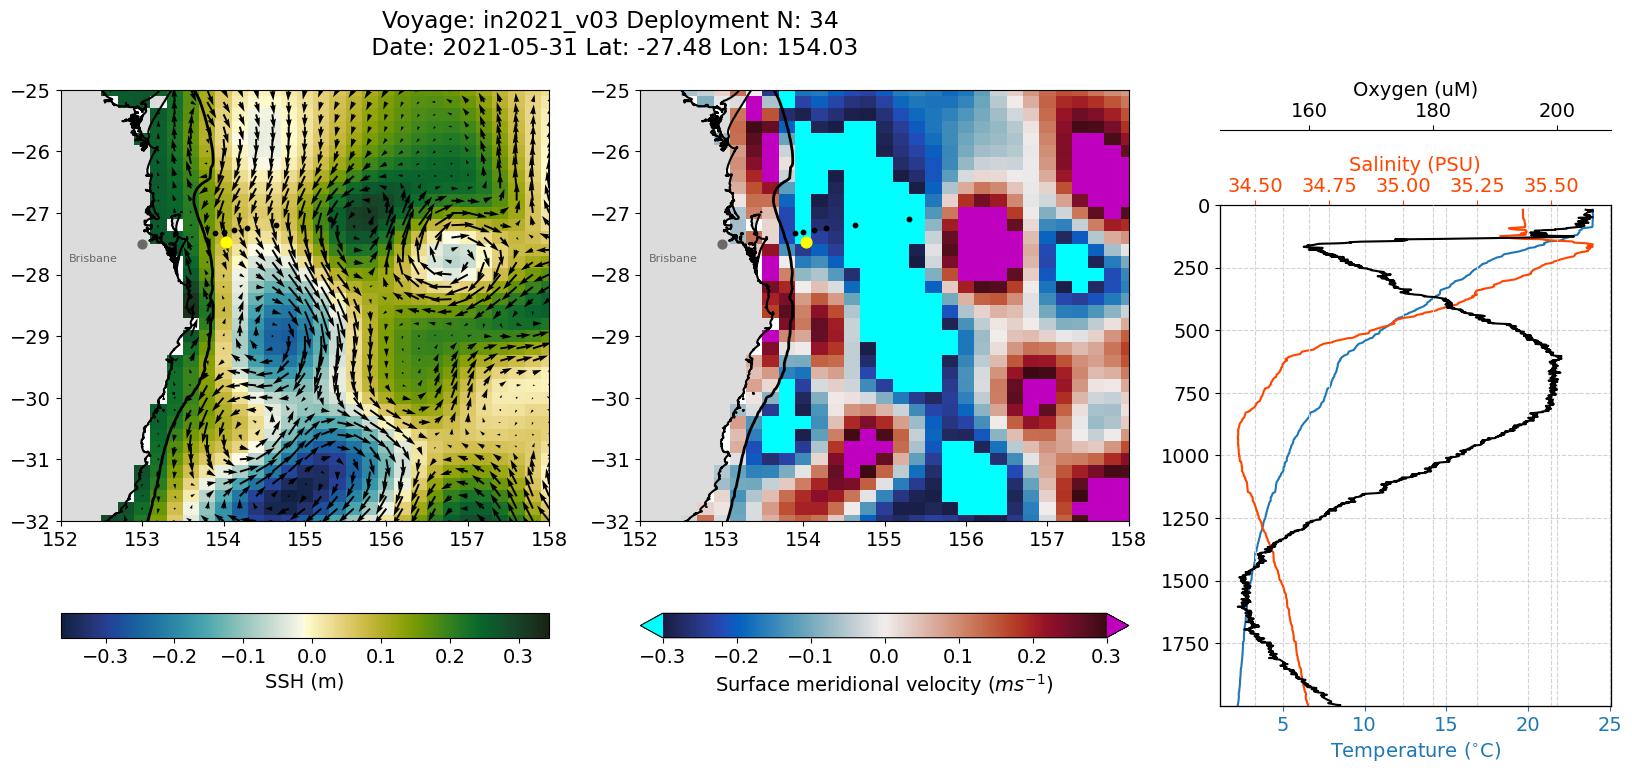 Voyage: in2021_v03 Deployment N: 34
Date: 2021-05-31 Lat: -27.48 Lon: 154.03
−25
−26
−27
−28
−29
−30
−31
−32
152 153 154 155 156 157 158
Brisbane
−0.3 −0.2 −0.1 0.0 0.1 0.2 0.3
SSH (m)
−25
−26
−27
−28
−29
−30
−31
−32
152 153 154 155 156 157 158
Brisbane
−0.3 −0.2 −0.1 0.0 0.1 0.2 0.3
Surface meridional velocity (ms⁻¹)
Oxygen (uM)
160 180 200
Salinity (PSU)
34.50 34.75 35.00 35.25 35.50
0
250
500
750
1000
1250
1500
1750
5 10 15 20 25
Temperature (°C)